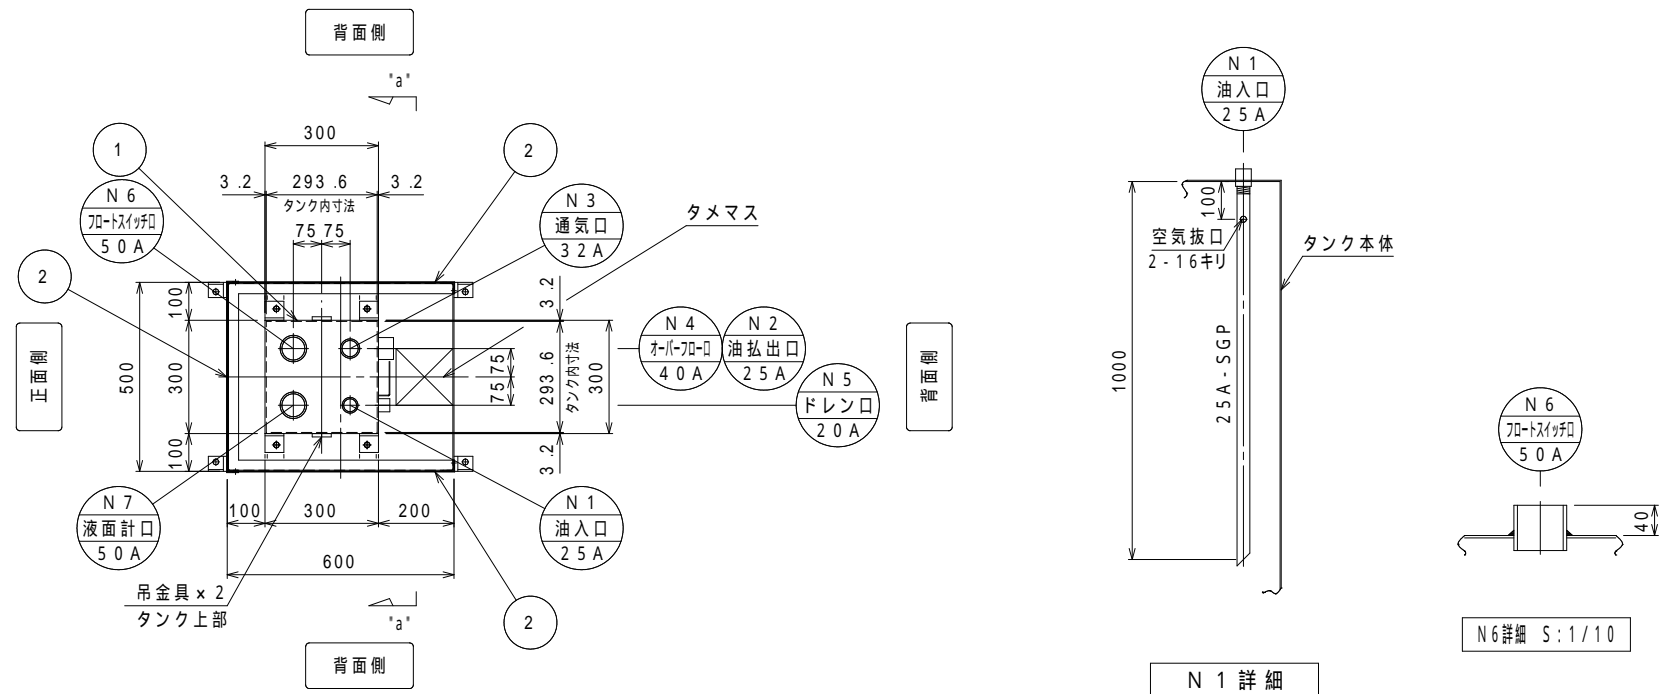 背面側
"a"
300
1
2
3.2
293.6
3.2
タンク内寸法
N6
フロートスイッチ口
50A
75
75
N3
通気口
32A
タメマス
2
正面側
500
100
300
100
3.2
293.6
タンク内寸法
3.2
300
75
75
N4
オーバーフロー口
40A
N2
油払出口
25A
N5
ドレン口
20A
背面側
N7
液面計口
50A
100
300
200
600
N1
油入口
25A
吊金具×2
タンク上部
"a"
2
背面側
N1
油入口
25A
100
空気抜口
2-16キリ
タンク本体
1000
25A-SGP
N1詳細
N6
フロートスイッチ口
50A
40
N6詳細 S:1/10